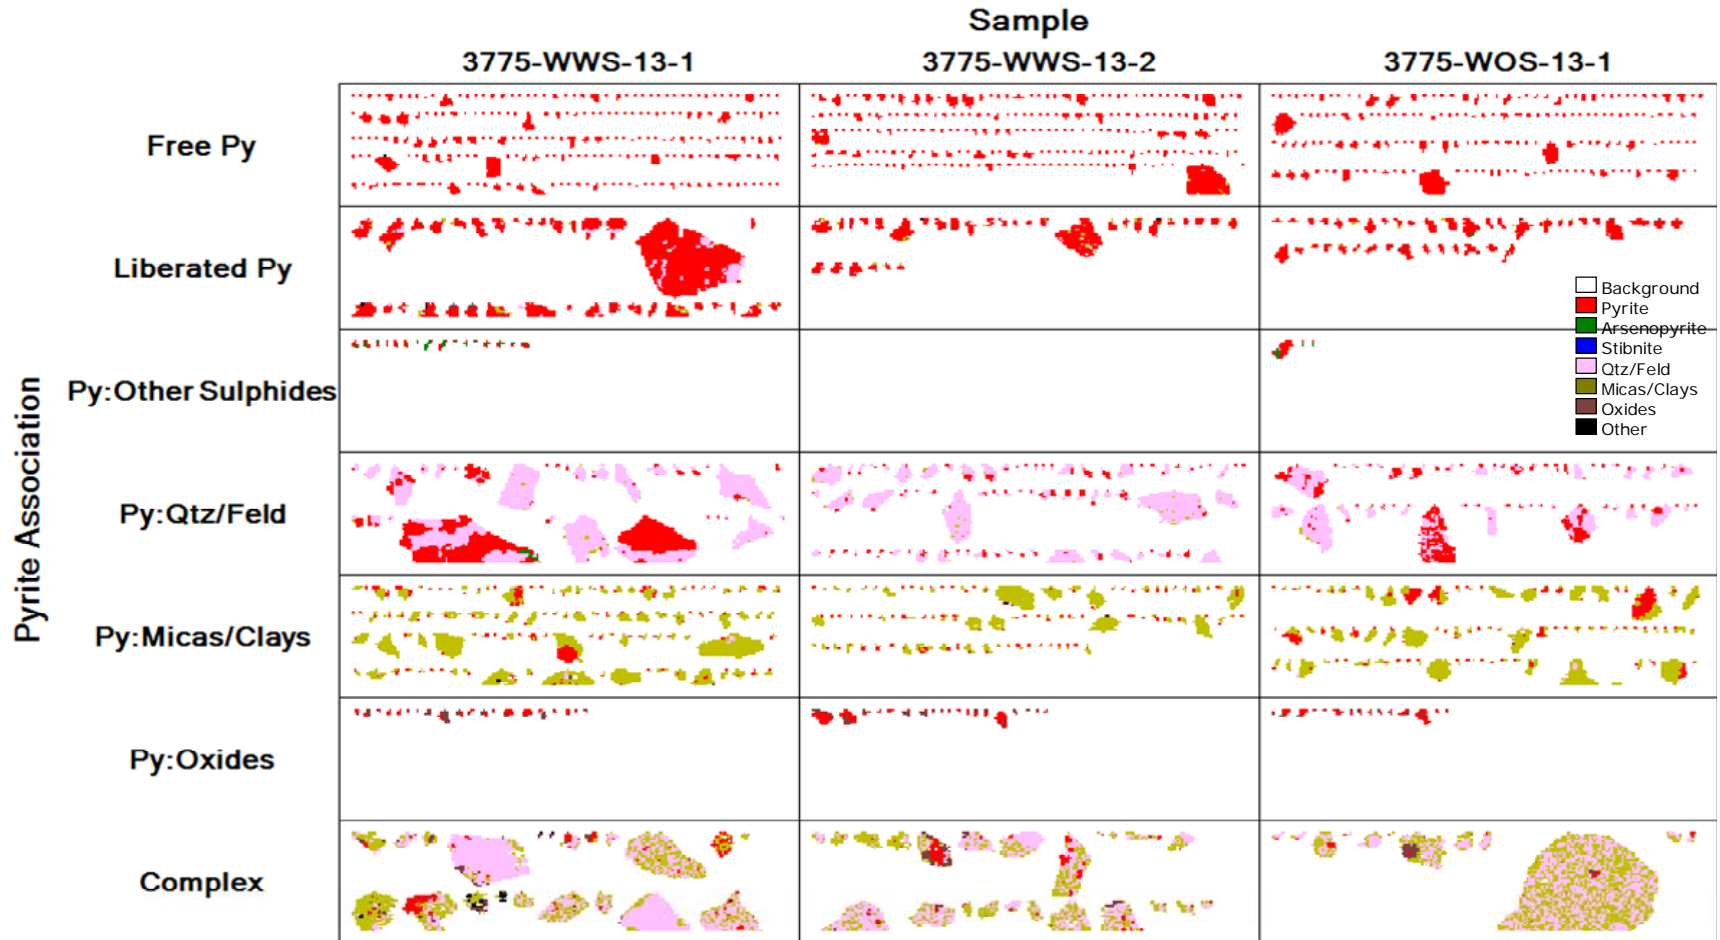 Sample
3775-WWS-13-1
3775-WWS-13-2
3775-WOS-13-1
Pyrite Association
Free Py
Liberated Py
Py:Other Sulphides
Py:Qtz/Feld
Py:Micas/Clays
Py:Oxides
Complex
Background
Pyrite
Arsenopyrite
Stibnite
Qtz/Feld
Micas/Clays
Oxides
Other